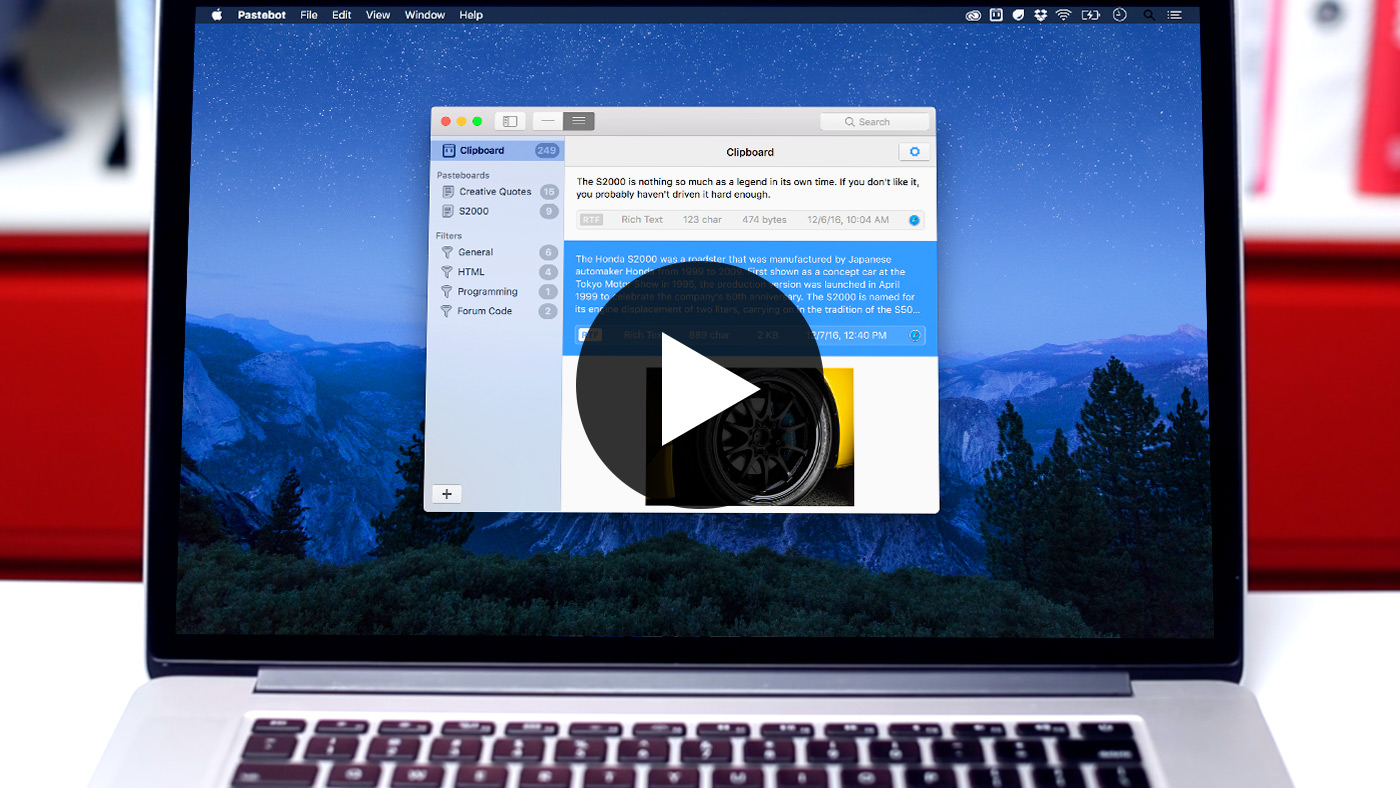 Pastebot File Edit View Window Help
Search
Clipboard 249
Clipboard
Pasteboards
Creative Quotes 15
S2000 9
Filters
General 6
HTML 4
Programming 1
Forum Code 2
The S2000 is nothing so much as a legend in its own time. If you don't like it,
you probably haven't driven it hard enough.
RTF Rich Text 123 char 474 bytes 12/6/16, 10:04 AM
The Honda S2000 was a roadster that was manufactured by Japanese
automaker Honda from 1999 to 2009. First shown as a concept car at the
Tokyo Motor Show in 1995, the production version was launched in April
1999 to celebrate the company's 50th anniversary. The S2000 is named for
its engine displacement of two liters, carrying on in the tradition of the S50...
RTF Rich Text 889 char 2 KB 12/7/16, 12:40 PM